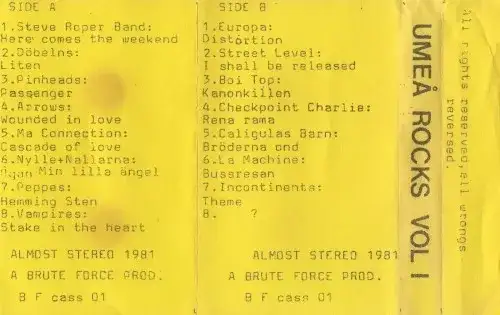 SIDE A
1.Steve Roper Band:
Here comes the weekend
2.Döbelns:
Liten
3.Pinheads:
Passenger
4.Arrows:
Wounded in love
5.Ma Connection:
Cascade of love
6.Nylle+Nallarna:
Min lilla ängel
7.Peppes:
Hemming Sten
8.Vampires:
Stake in the heart
ALMOST STEREO 1981
A BRUTE FORCE PROD.
B F cass 01
SIDE B
1.Europa:
Distórtion
2.Street Level:
I shall be released
3.Boi Top:
Kanonkillen
4.Checkpoint Charlie:
Rena rama
5.Caligulas Barn:
Bröderna ond
6.La Machine:
Bussresan
7.Incontinents:
Theme
8. ?
ALMOST STEREO 1981
A BRUTE FORCE PROD.
B F cass 01
UMEÅ ROCKS VOL I
All rights reserved,all wrongs
reversed.